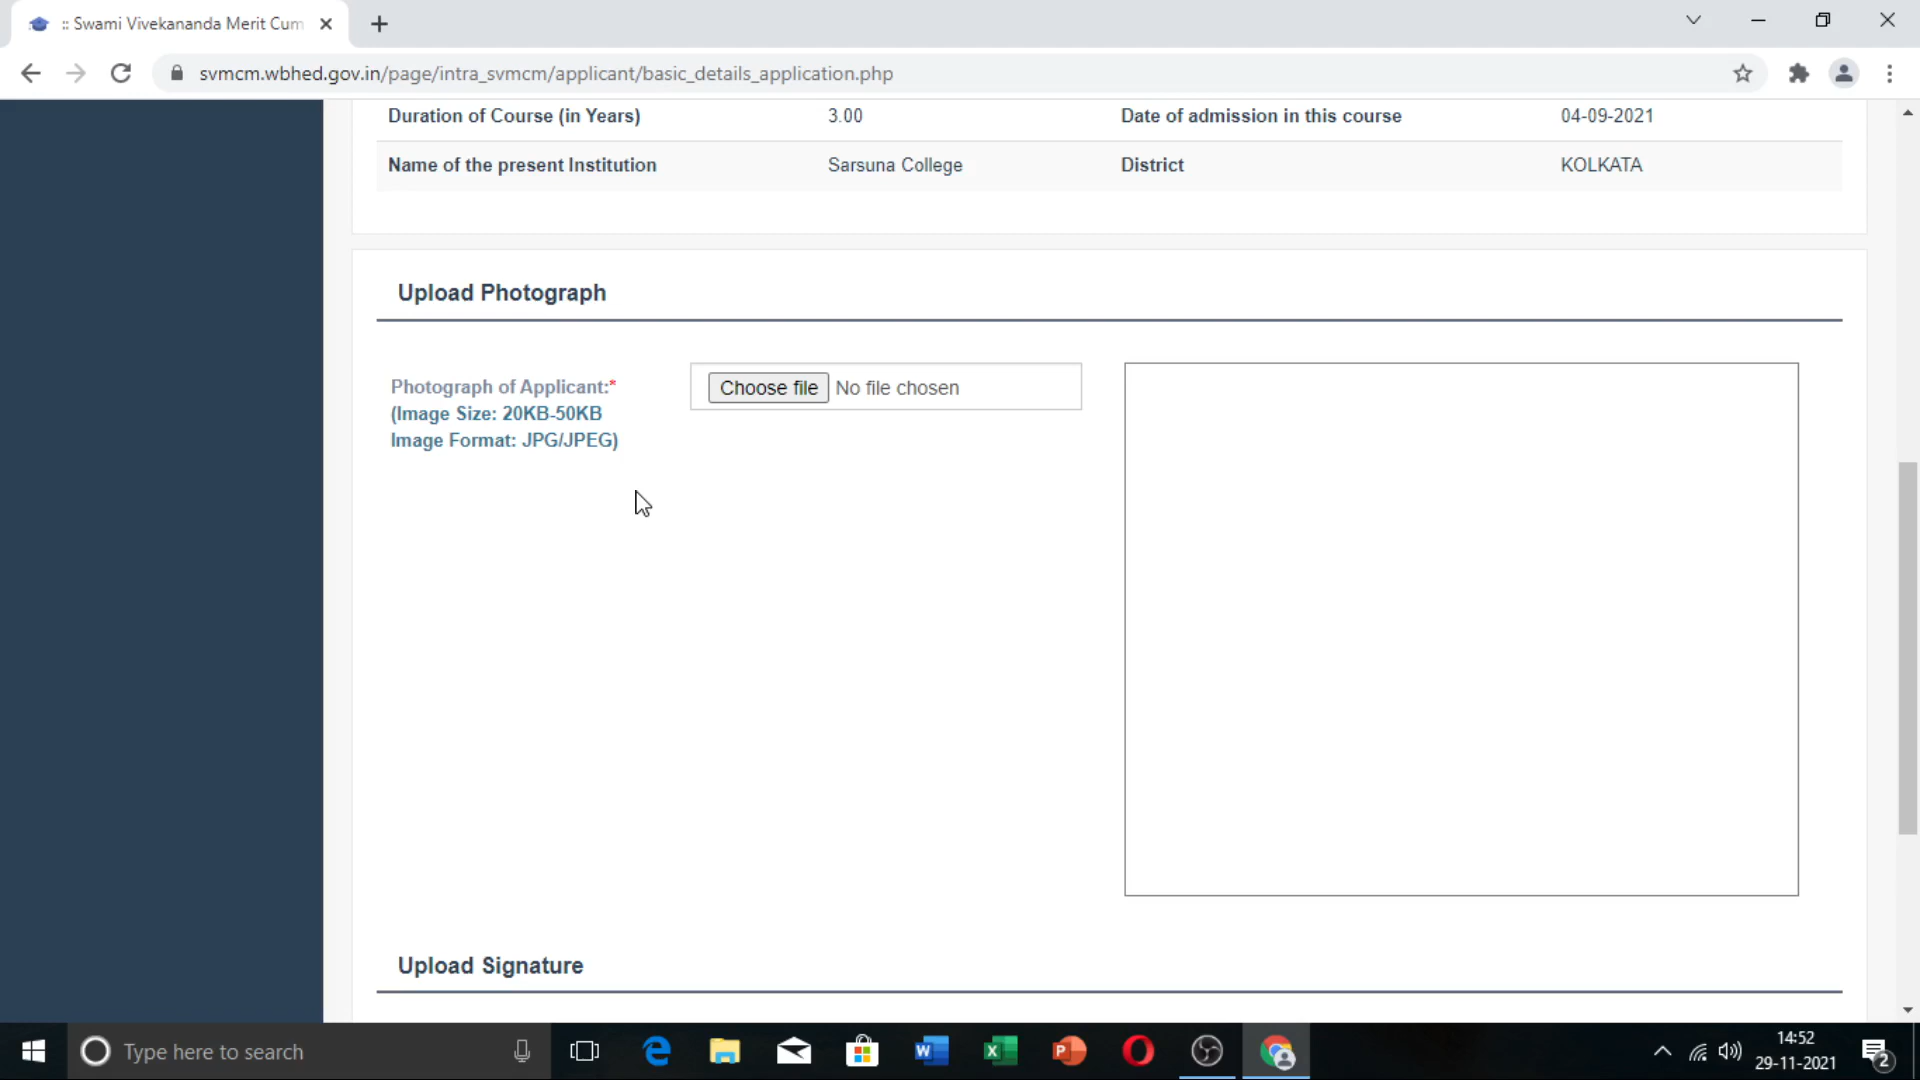 :: Swami Vivekananda Merit Cum
svmcm.wbhed.gov.in/page/intra_svmcm/applicant/basic_details_application.php
Duration of Course (in Years) 3.00 Date of admission in this course 04-09-2021
Name of the present Institution Sarsuna College District KOLKATA
Upload Photograph
Photograph of Applicant:* Choose file No file chosen
(Image Size: 20KB-50KB
Image Format: JPG/JPEG)
Upload Signature
Type here to search
14:52
29-11-2021
2